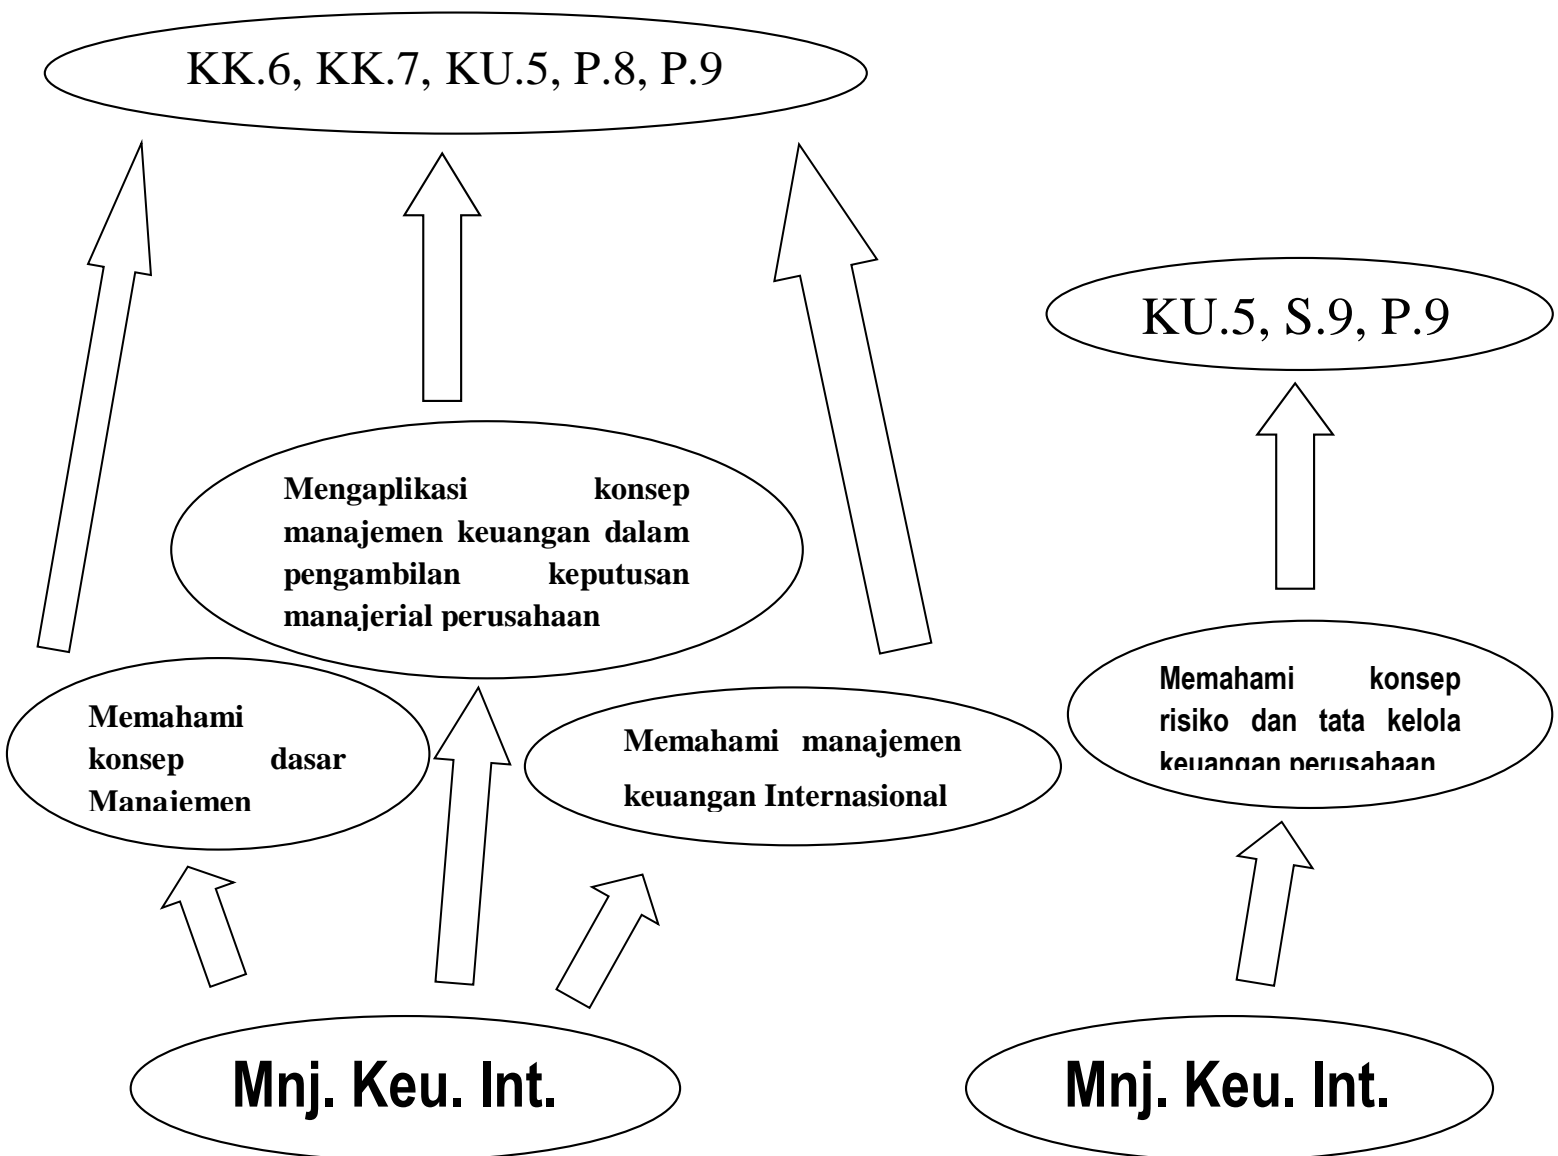 KK.6, KK.7, KU.5, P.8, P.9
KU.5, S.9, P.9
Mengaplikasi konsep
manajemen keuangan dalam
pengambilan keputusan
manajerial perusahaan
Memahami
konsep dasar
Manajemen
Memahami manajemen
keuangan Internasional
Memahami konsep
risiko dan tata kelola
keuangan perusahaan
Mnj. Keu. Int.
Mnj. Keu. Int.